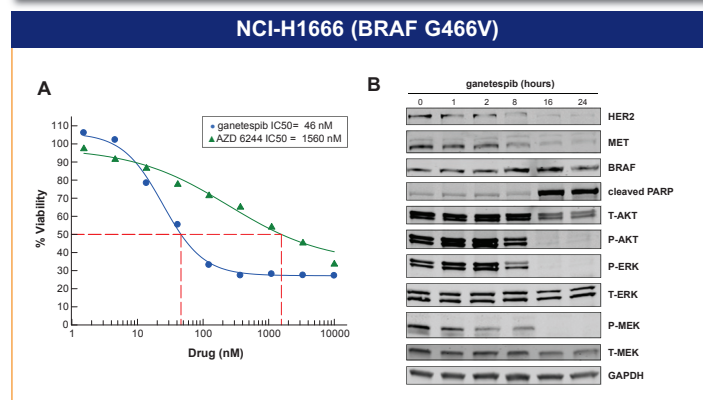 NCI-H1666 (BRAF G466V)
A
ganetespib IC50= 46 nM
AZD 6244 IC50 = 1560 nM
110
100
90
80
70
60
50
40
30
20
10
0
% Viability
1
10
100
1000
10000
Drug (nM)
B
ganetespib (hours)
0 1 2 8 16 24
HER2
MET
BRAF
cleaved PARP
T-AKT
P-AKT
P-ERK
T-ERK
P-MEK
T-MEK
GAPDH